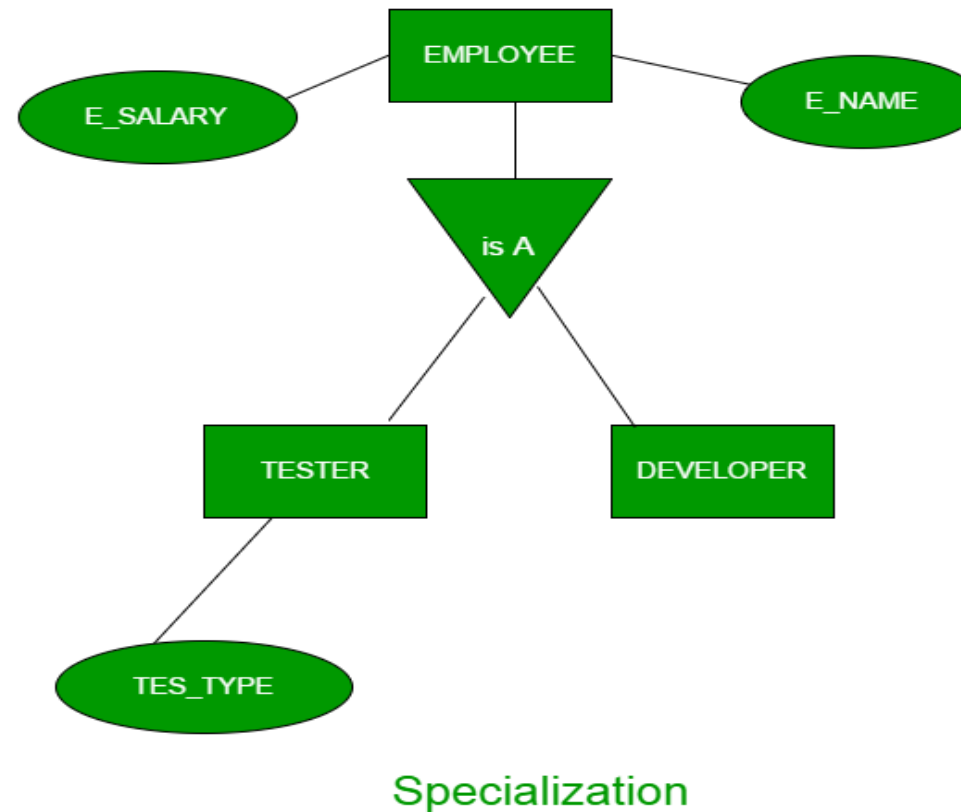 EMPLOYEE
E_SALARY
E_NAME
is A
TESTER
DEVELOPER
TES_TYPE
Specialization